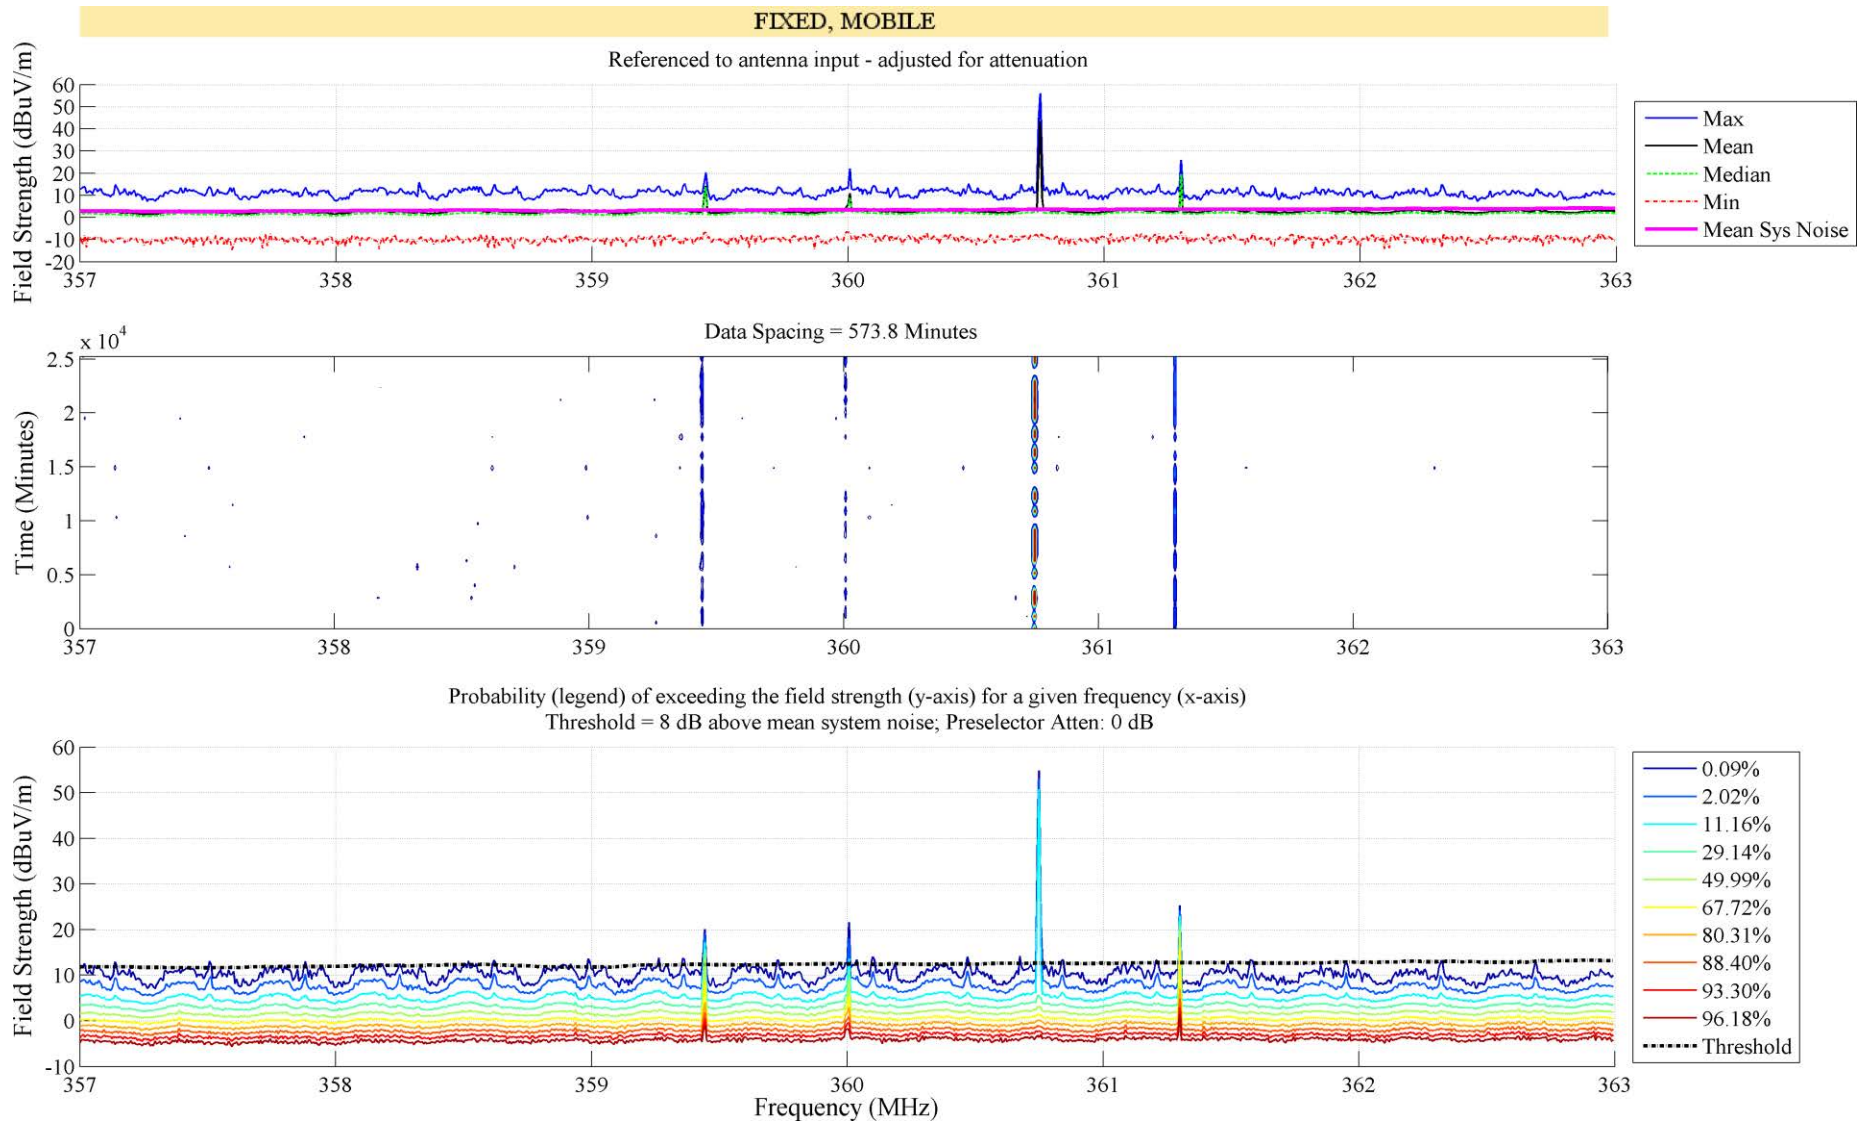 FIXED, MOBILE
Referenced to antenna input - adjusted for attenuation
Field Strength (dBuV/m)
60
50
40
30
20
10
0
-10
-20
357 358 359 360 361 362 363
Max
Mean
Median
Min
Mean Sys Noise
Data Spacing = 573.8 Minutes
x 10^4
Time (Minutes)
2.5
2
1.5
1
0.5
0
357 358 359 360 361 362 363
Probability (legend) of exceeding the field strength (y-axis) for a given frequency (x-axis)
Threshold = 8 dB above mean system noise; Preselector Atten: 0 dB
Field Strength (dBuV/m)
60
50
40
30
20
10
0
-10
357 358 359 360 361 362 363
Frequency (MHz)
0.09%
2.02%
11.16%
29.14%
49.99%
67.72%
80.31%
88.40%
93.30%
96.18%
Threshold